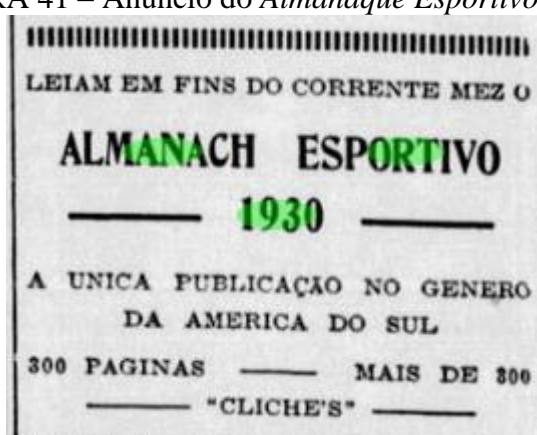 RA 41 – Anúncio do Almanaque Esportivo
LEIAM EM FINS DO CORRENTE MEZ O
ALMANACH ESPORTIVO
1930
A UNICA PUBLICAÇÃO NO GENERO
DA AMERICA DO SUL
300 PAGINAS —— MAIS DE 300
"CLICHE'S"